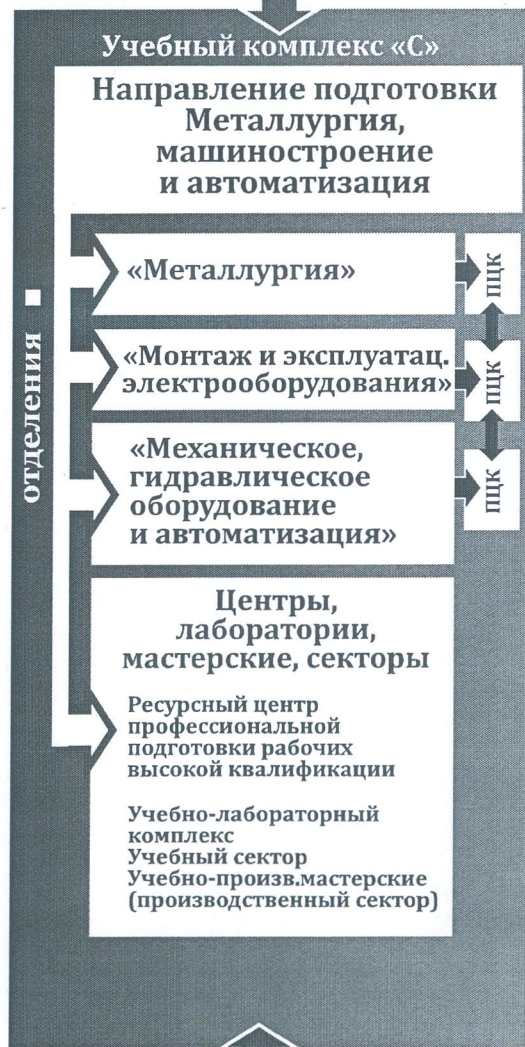 Учебный комплекс «С»
Направление подготовки
Металлургия,
машиностроение
и автоматизация
отделения
«Металлургия»
ПЦК
«Монтаж и эксплуатац.
электрооборудования»
ПЦК
«Механическое,
гидравлическое
оборудование
и автоматизация»
ПЦК
Центры,
лаборатории,
мастерские, секторы
Ресурсный центр
профессиональной
подготовки рабочих
высокой квалификации
Учебно-лабораторный
комплекс
Учебный сектор
Учебно-произв.мастерские
(производственный сектор)